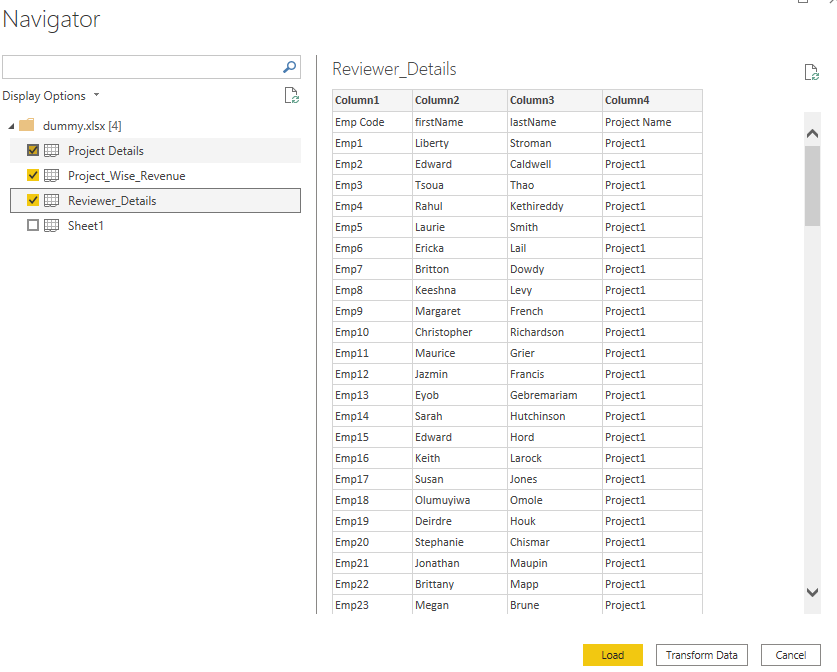 Navigator
Display Options
dummy.xlsx [4]
Project Details
Project_Wise_Revenue
Reviewer_Details
Sheet1
Reviewer_Details
Column1 Column2 Column3 Column4
Emp Code firstName lastName Project Name
Emp1 Liberty Stroman Project1
Emp2 Edward Caldwell Project1
Emp3 Tsoua Thao Project1
Emp4 Rahul Kethireddy Project1
Emp5 Laurie Smith Project1
Emp6 Ericka Lail Project1
Emp7 Britton Dowdy Project1
Emp8 Keeshna Levy Project1
Emp9 Margaret French Project1
Emp10 Christopher Richardson Project1
Emp11 Maurice Grier Project1
Emp12 Jazmin Francis Project1
Emp13 Eyob Gebremariam Project1
Emp14 Sarah Hutchinson Project1
Emp15 Edward Hord Project1
Emp16 Keith Larock Project1
Emp17 Susan Jones Project1
Emp18 Olumuyiwa Omole Project1
Emp19 Deirdre Houk Project1
Emp20 Stephanie Chismar Project1
Emp21 Jonathan Maupin Project1
Emp22 Brittany Mapp Project1
Emp23 Megan Brune Project1
Load Transform Data Cancel